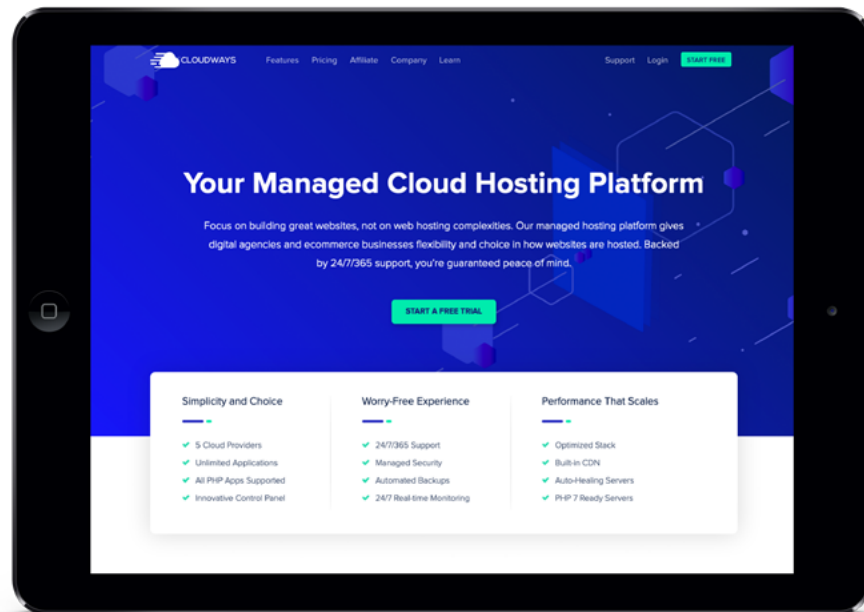 CLOUDWAYS Features Pricing Affiliate Company Learn Support Login START FREE
Your Managed Cloud Hosting Platform
Focus on building great websites, not on web hosting complexities. Our managed hosting platform gives
digital agencies and ecommerce businesses flexibility and choice in how websites are hosted. Backed
by 24/7/365 support, you're guaranteed peace of mind.
START A FREE TRIAL
Simplicity and Choice
5 Cloud Providers
Unlimited Applications
All PHP Apps Supported
Innovative Control Panel
Worry-Free Experience
24/7/365 Support
Managed Security
Automated Backups
24/7 Real-time Monitoring
Performance That Scales
Optimized Stack
Built-in CDN
Auto-Healing Servers
PHP 7 Ready Servers